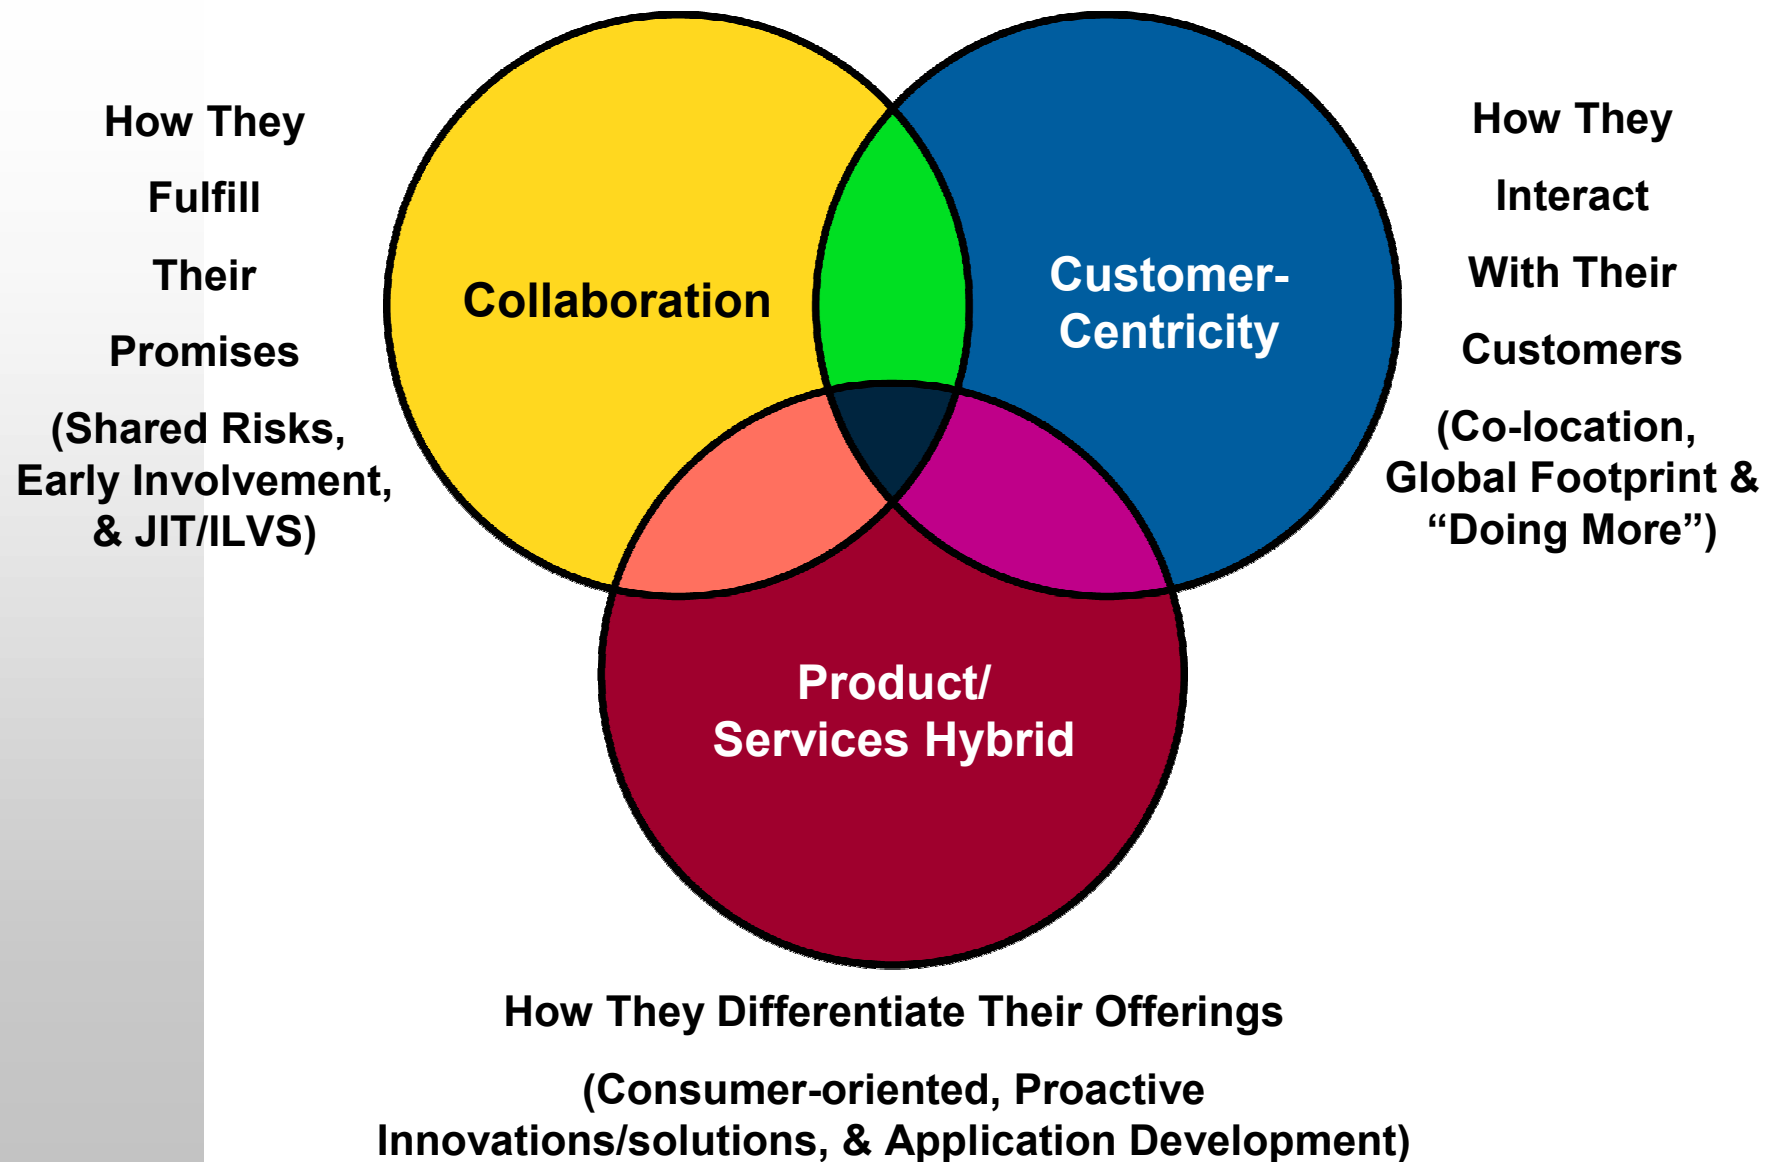 How They
Fulfill
Their
Promises
(Shared Risks,
Early Involvement,
& JIT/ILVS)
Collaboration
Customer-
Centricity
How They
Interact
With Their
Customers
(Co-location,
Global Footprint &
“Doing More”)
Product/
Services Hybrid
How They Differentiate Their Offerings
(Consumer-oriented, Proactive
Innovations/solutions, & Application Development)